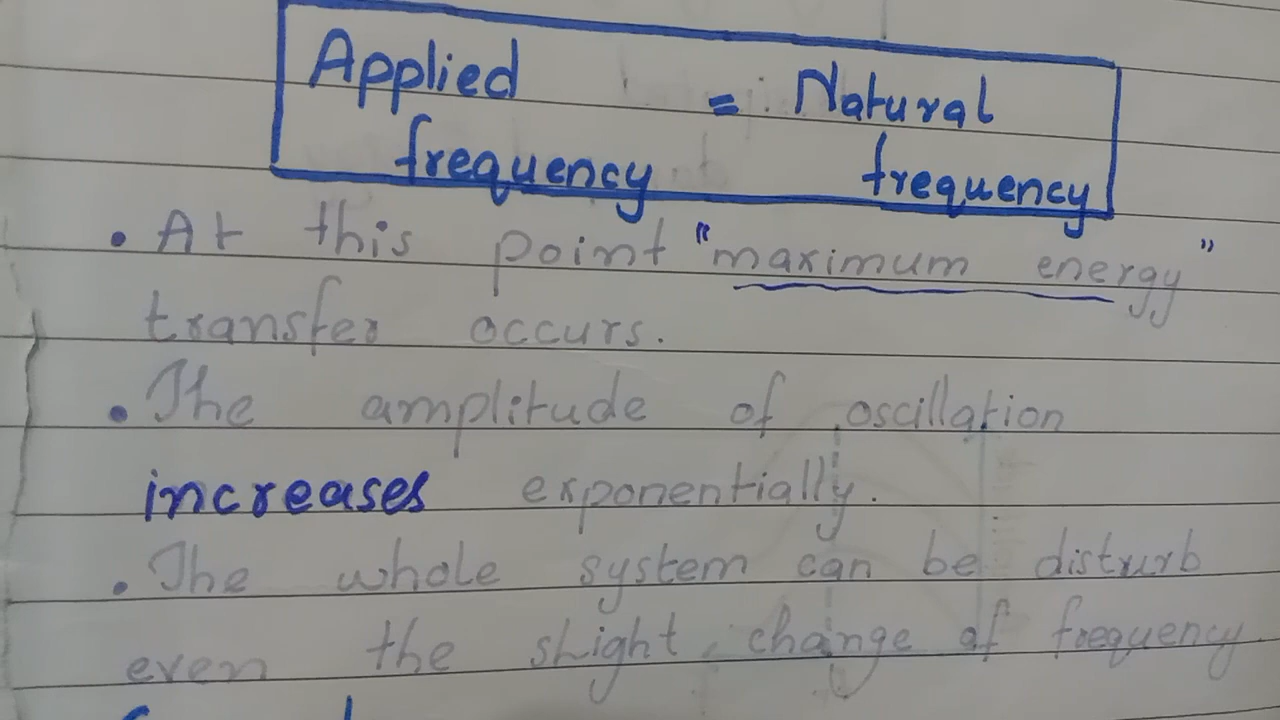 Applied = Natural
frequency frequency
• At this point "maximum energy"
transfer occurs.
• The amplitude of oscillation
increases exponentially.
• The whole system can be disturb
even the slight change of frequency